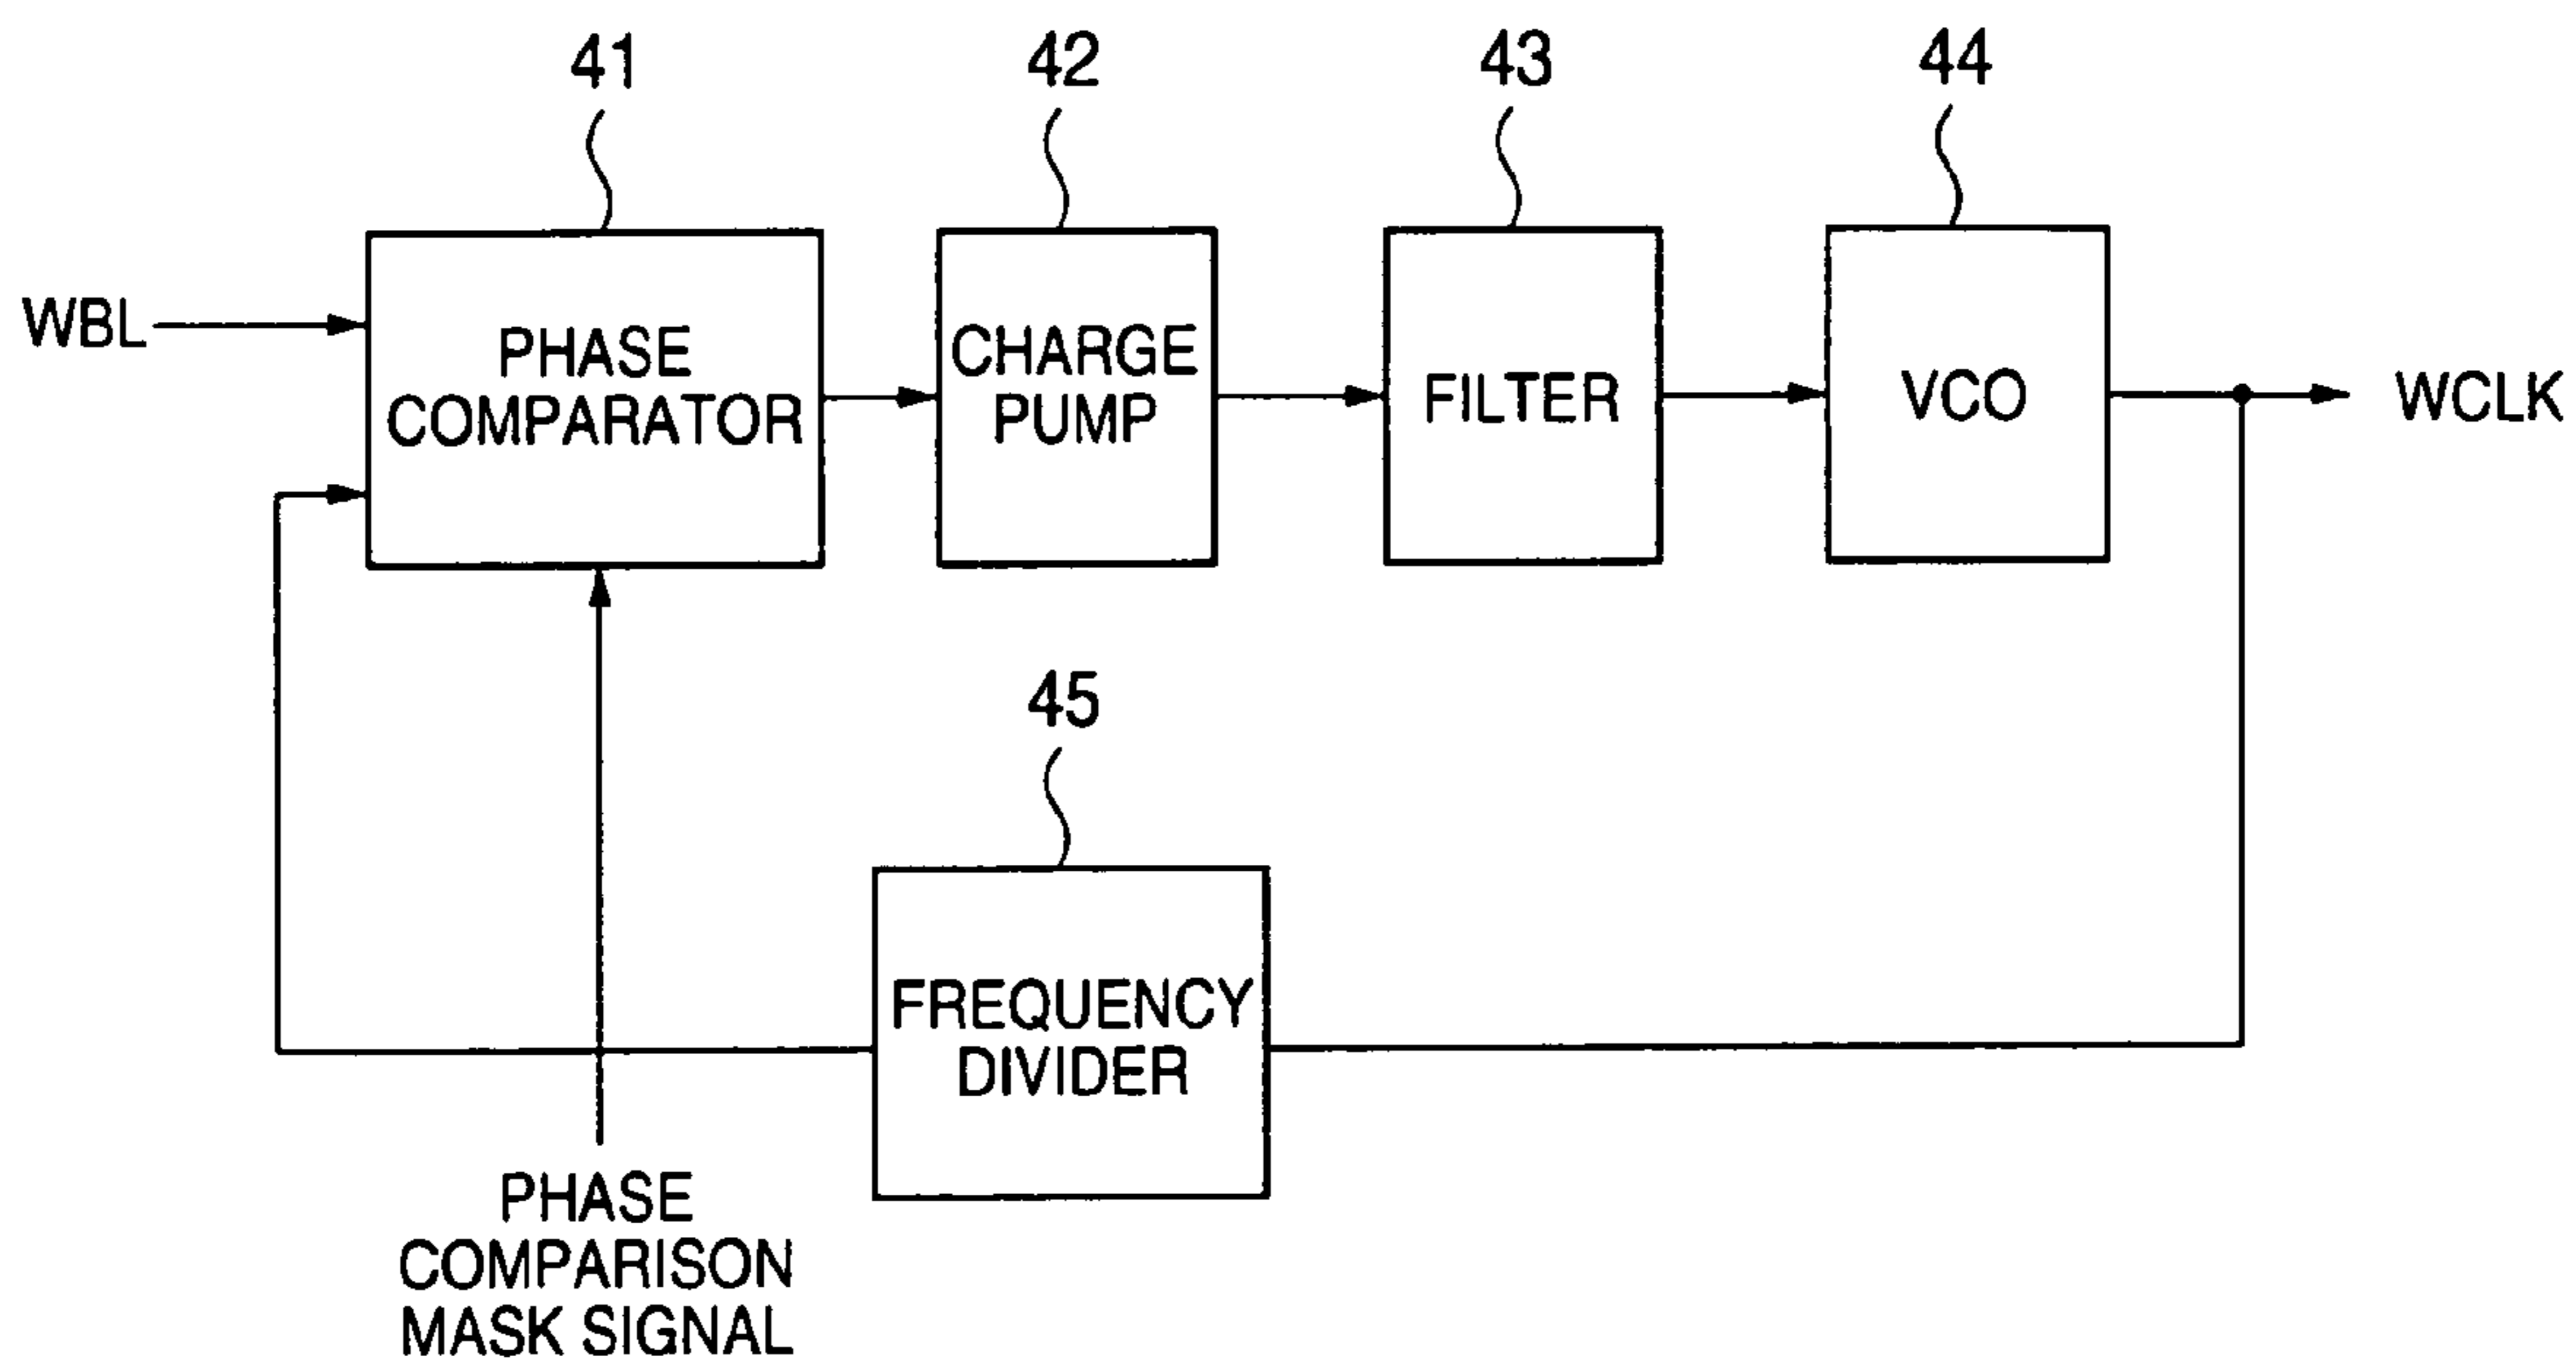 41
42
43
44
WBL
PHASE
COMPARATOR
CHARGE
PUMP
FILTER
VCO
WCLK
45
FREQUENCY
DIVIDER
PHASE
COMPARISON
MASK SIGNAL